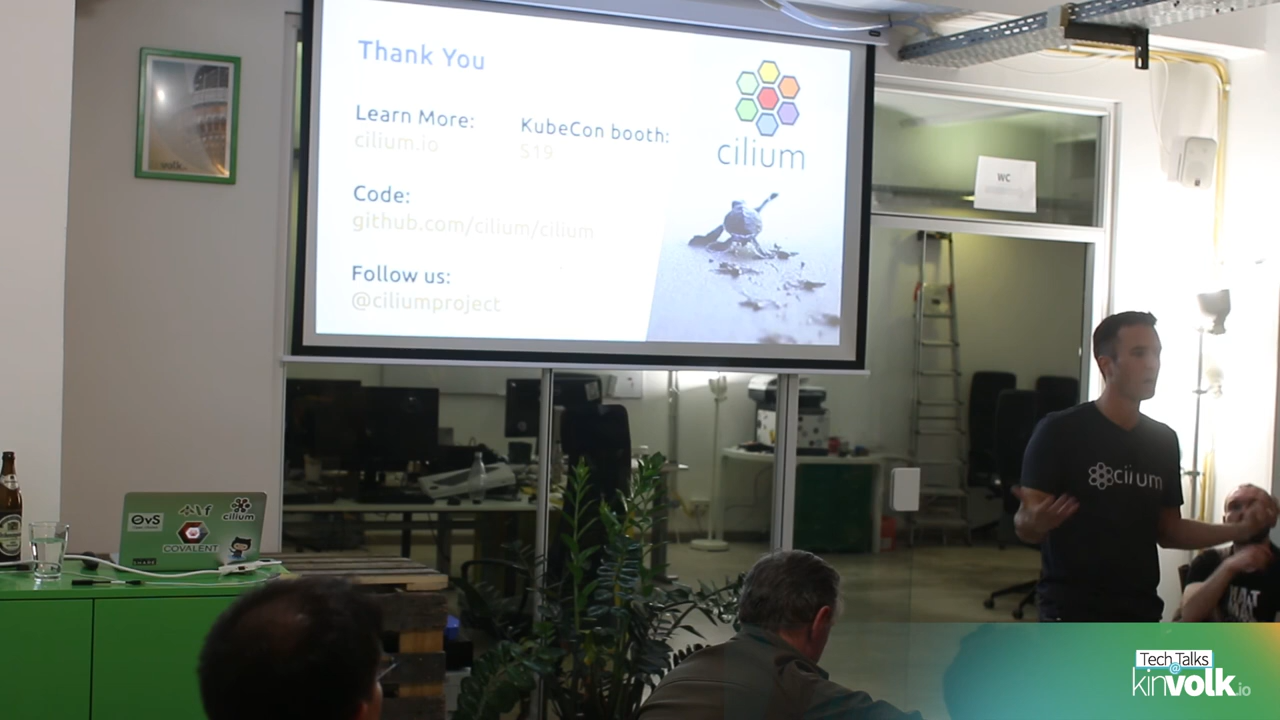 Thank You
Learn More:
cilium.io
KubeCon booth:
S19
Code:
github.com/cilium/cilium
Follow us:
@ciliumproject
cilium
WC
volk.
cilium
OvS
cilium
COVALENT
Tech Talks
@
kinvolk.io